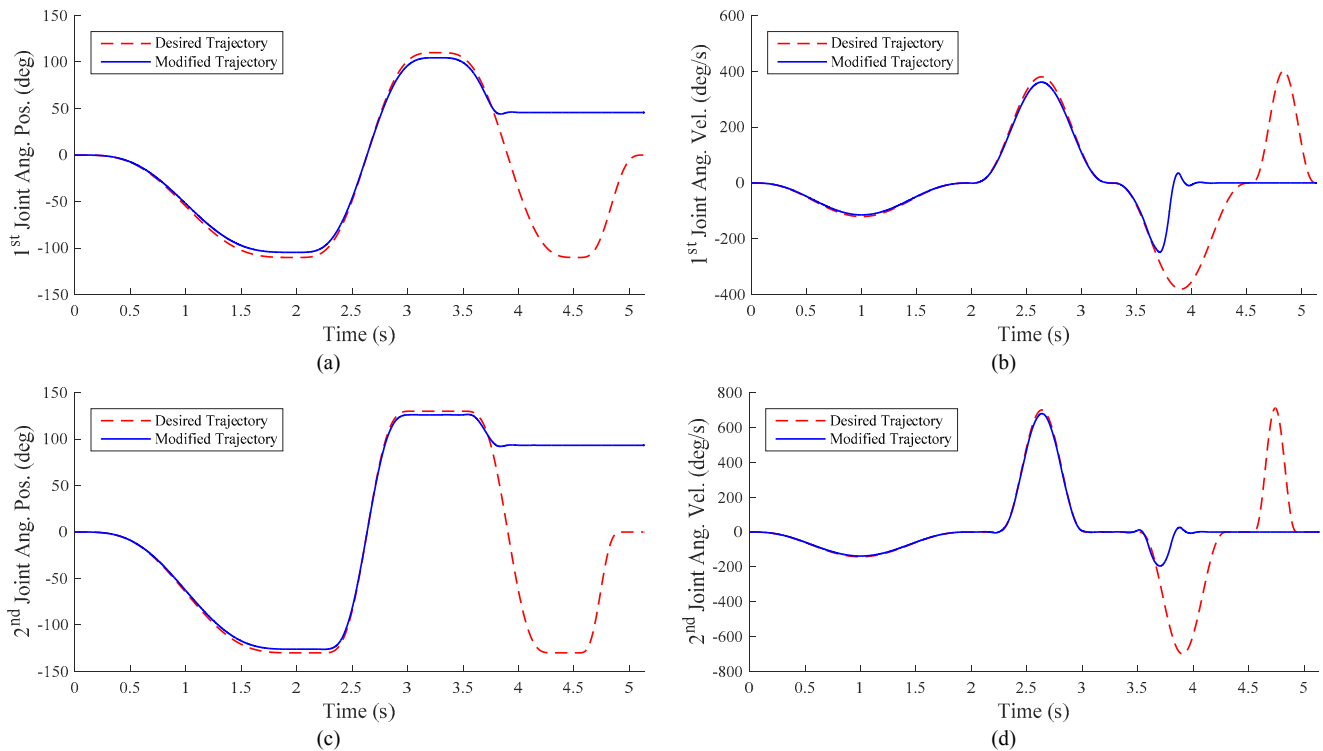 150
100
50
0
-50
-100
-150
1st Joint Ang. Pos. (deg)
Desired Trajectory
Modified Trajectory
0 0.5 1 1.5 2 2.5 3 3.5 4 4.5 5
Time (s)
(a)
600
400
200
0
-200
-400
1st Joint Ang. Vel. (deg/s)
Desired Trajectory
Modified Trajectory
0 0.5 1 1.5 2 2.5 3 3.5 4 4.5 5
Time (s)
(b)
150
100
50
0
-50
-100
-150
2nd Joint Ang. Pos. (deg)
Desired Trajectory
Modified Trajectory
0 0.5 1 1.5 2 2.5 3 3.5 4 4.5 5
Time (s)
(c)
800
600
400
200
0
-200
-400
-600
-800
2nd Joint Ang. Vel. (deg/s)
Desired Trajectory
Modified Trajectory
0 0.5 1 1.5 2 2.5 3 3.5 4 4.5 5
Time (s)
(d)